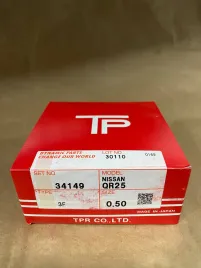 TP
DYNAMIC PARTS
CHANGE OUR WORLD
LOT NO.
30110
SET NO.
34149
MODEL
NISSAN
QR25
TYPE
3F
SIZE
0.50
MADE IN JAPAN
TPR CO., LTD.